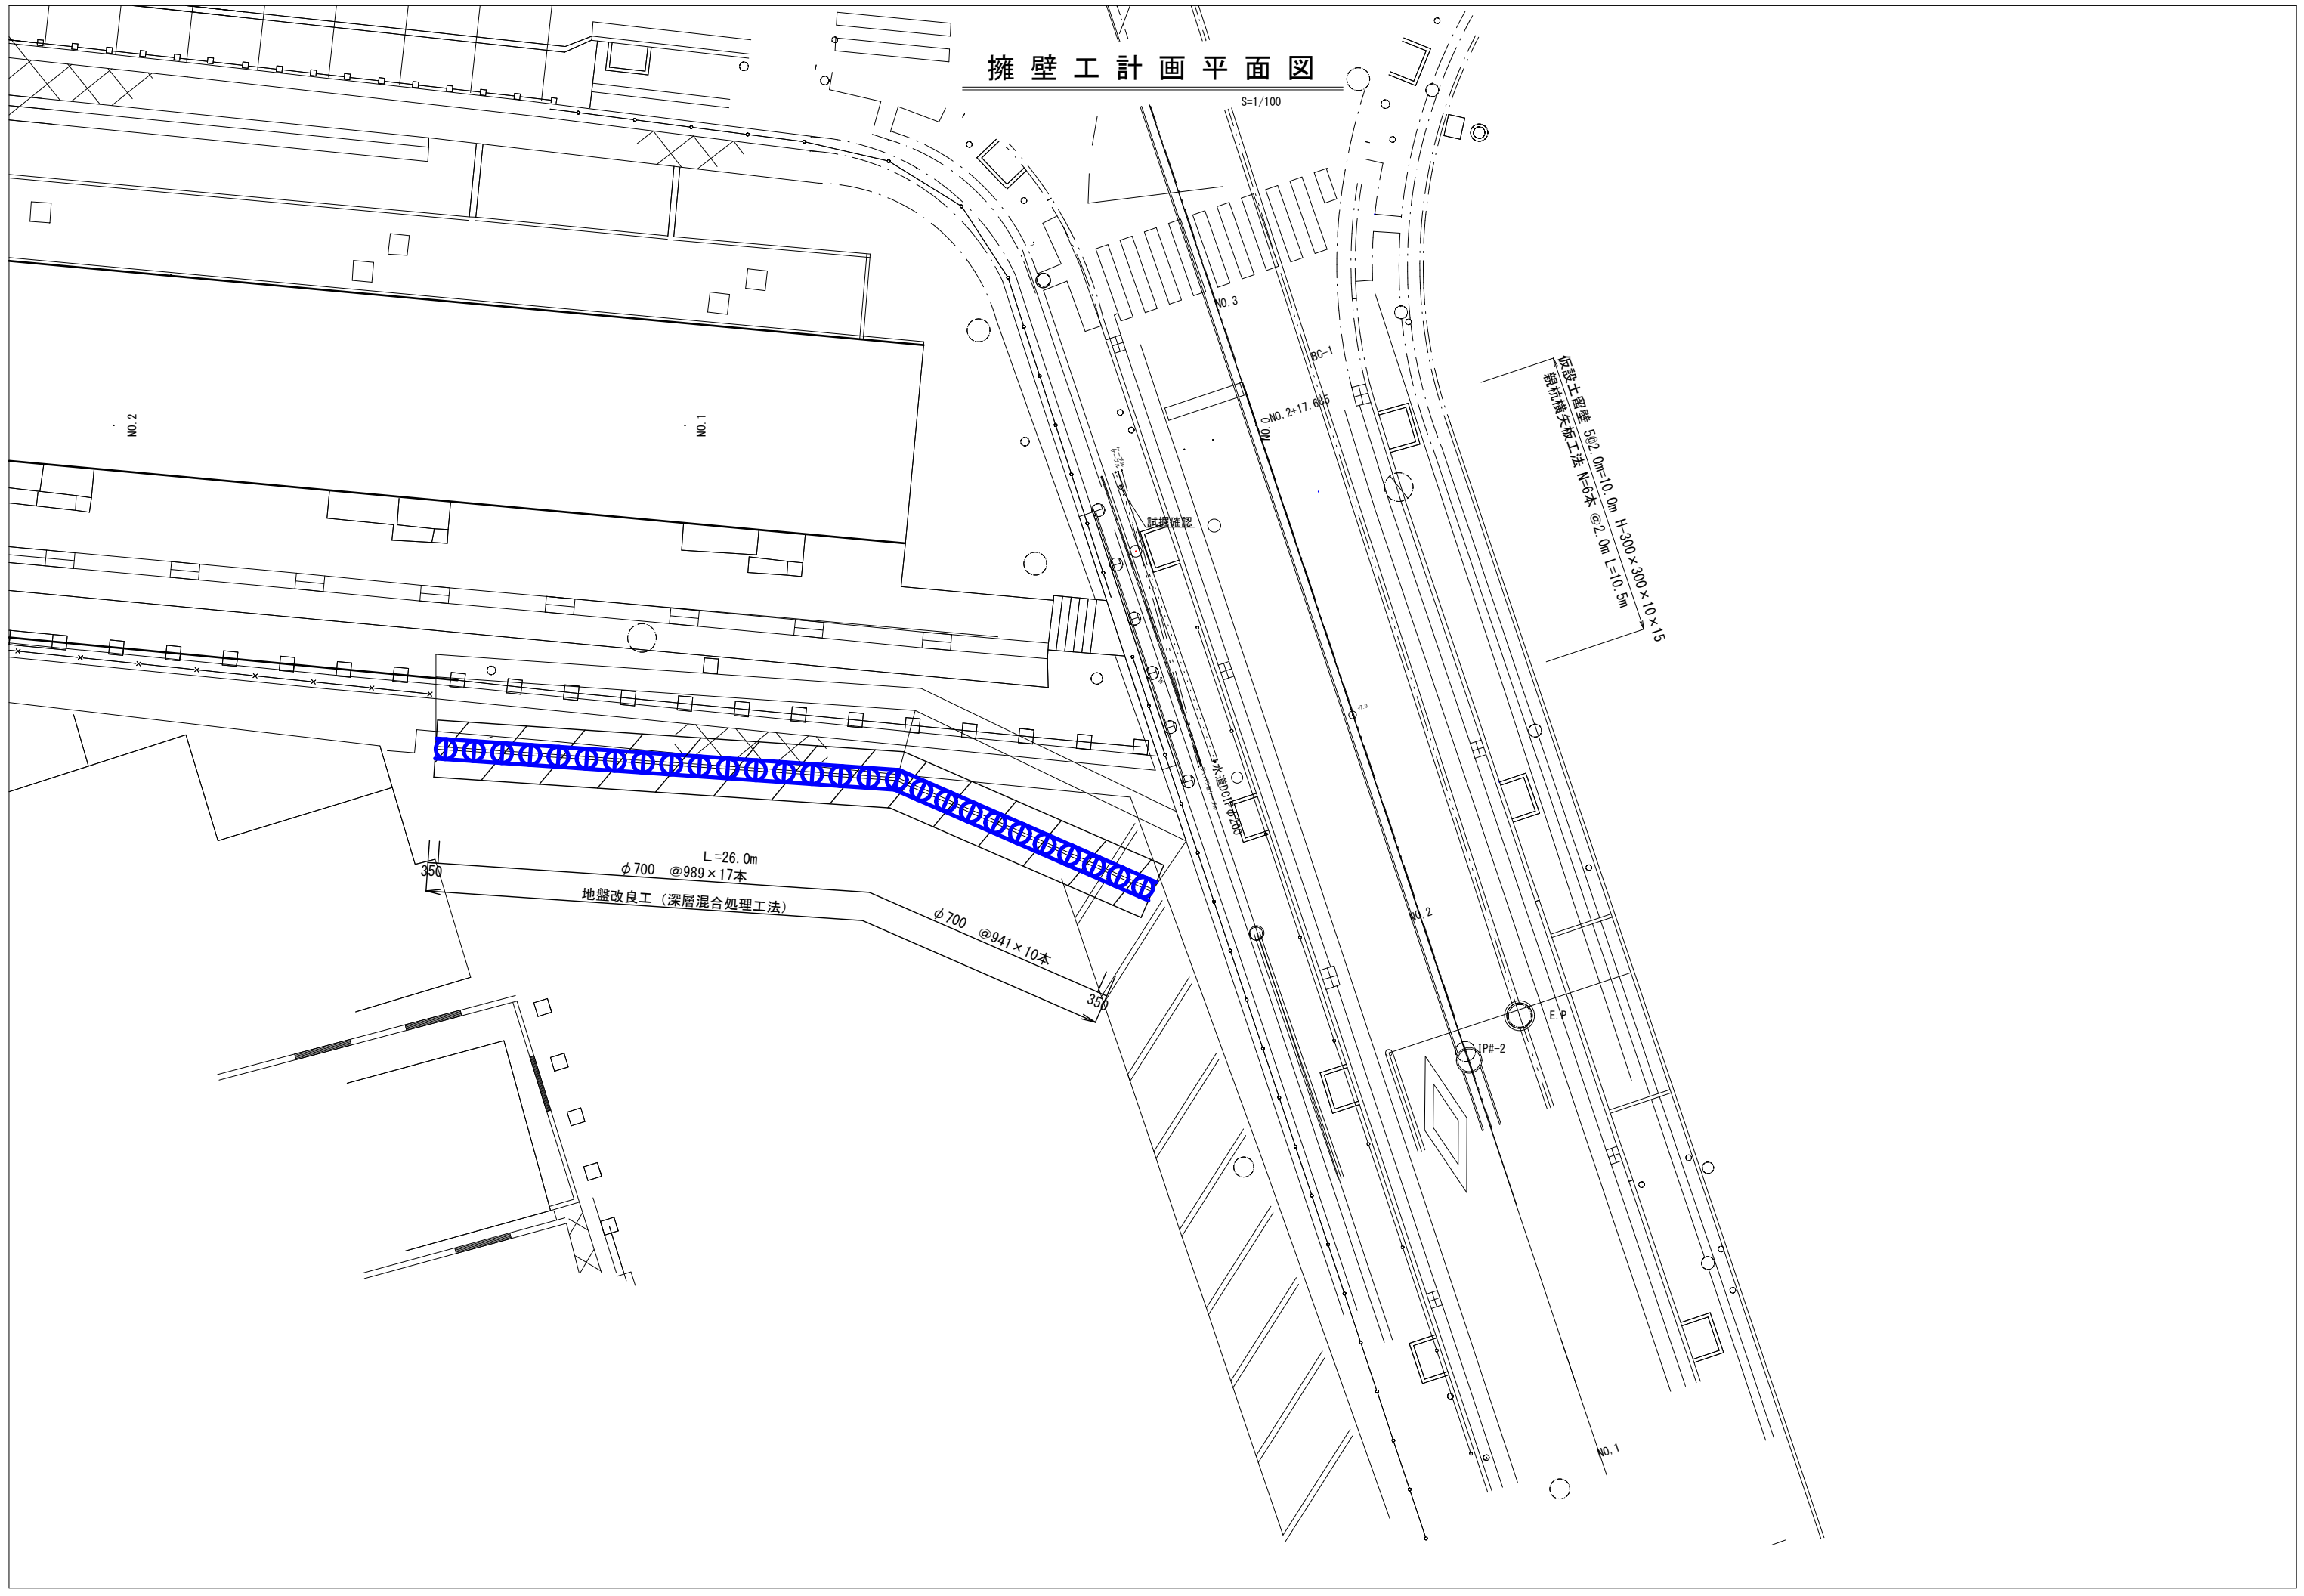 擁壁工計画平面図
S=1/100
NO.3
BC-1
NO.2+17.685
NO.0
NO.2
NO.1
仮設土留壁 5@2.0m=10.0m H-300×300×10×15
親杭横矢板工法 N=6本 @2.0m L=10.5m
試掘確認
水道DCIPφ200
L=26.0m
φ700 @989×17本
350
地盤改良工（深層混合処理工法）
φ700 @941×10本
350
NO.2
E.P
IP#-2
NO.1